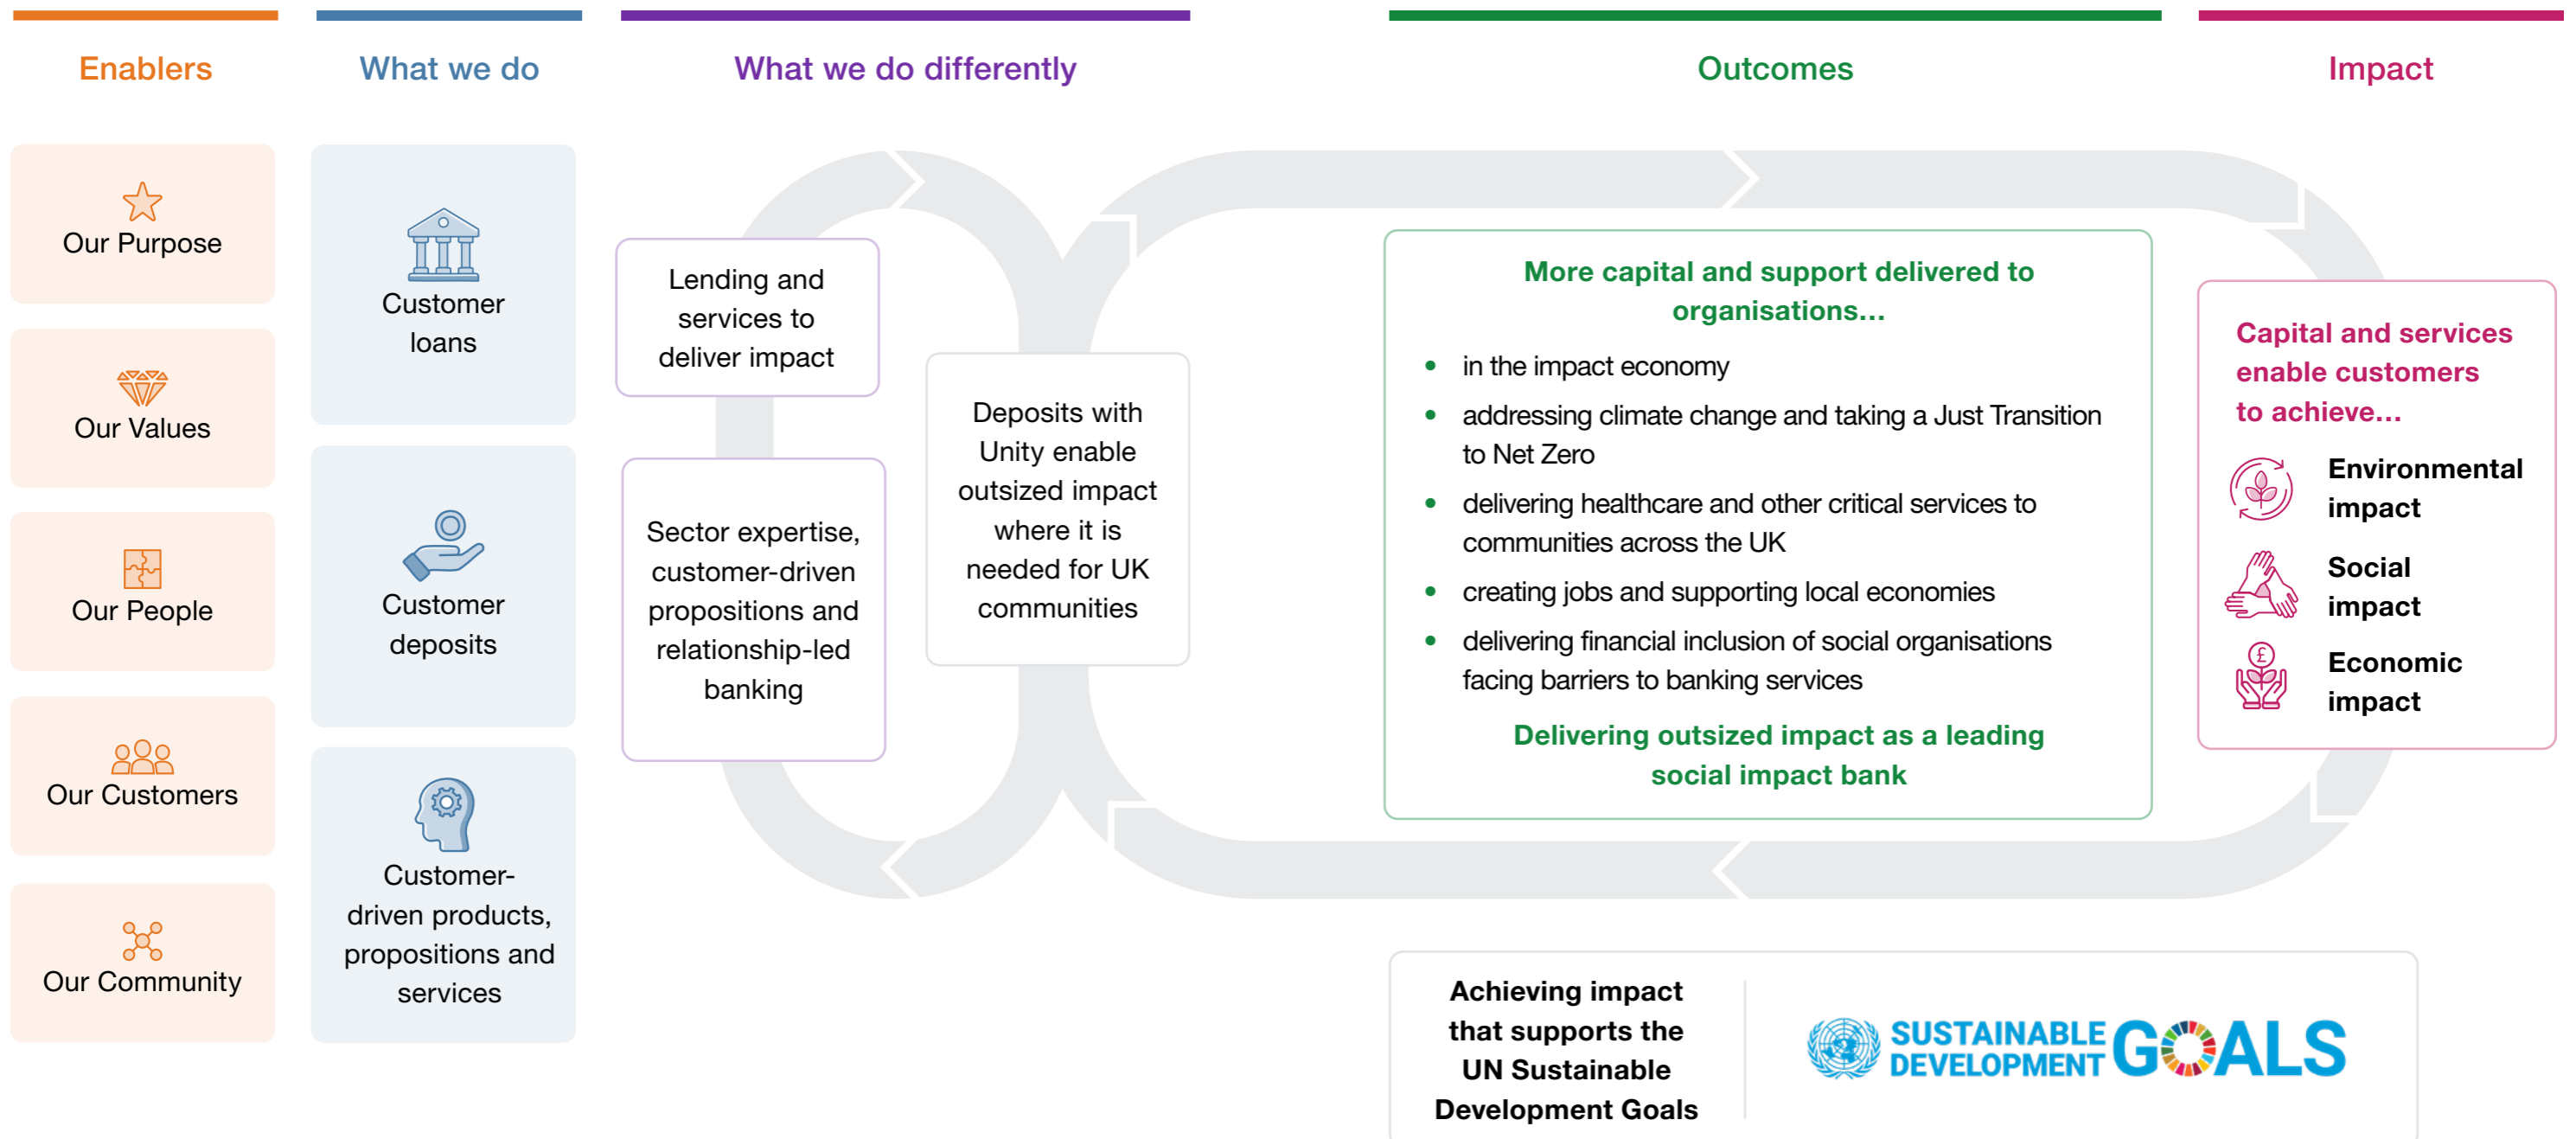 Enablers
What we do
What we do differently
Outcomes
Impact
Our Purpose
Our Values
Our People
Our Customers
Our Community
Customer
loans
Customer
deposits
Customer-
driven products,
propositions and
services
Lending and
services to
deliver impact
Sector expertise,
customer-driven
propositions and
relationship-led
banking
Deposits with
Unity enable
outsized impact
where it is
needed for UK
communities
More capital and support delivered to
organisations...
• in the impact economy
• addressing climate change and taking a Just Transition
to Net Zero
• delivering healthcare and other critical services to
communities across the UK
• creating jobs and supporting local economies
• delivering financial inclusion of social organisations
facing barriers to banking services
Delivering outsized impact as a leading
social impact bank
Capital and services
enable customers
to achieve...
Environmental
impact
Social
impact
£
Economic
impact
Achieving impact
that supports the
UN Sustainable
Development Goals
SUSTAINABLE
DEVELOPMENT
GOALS